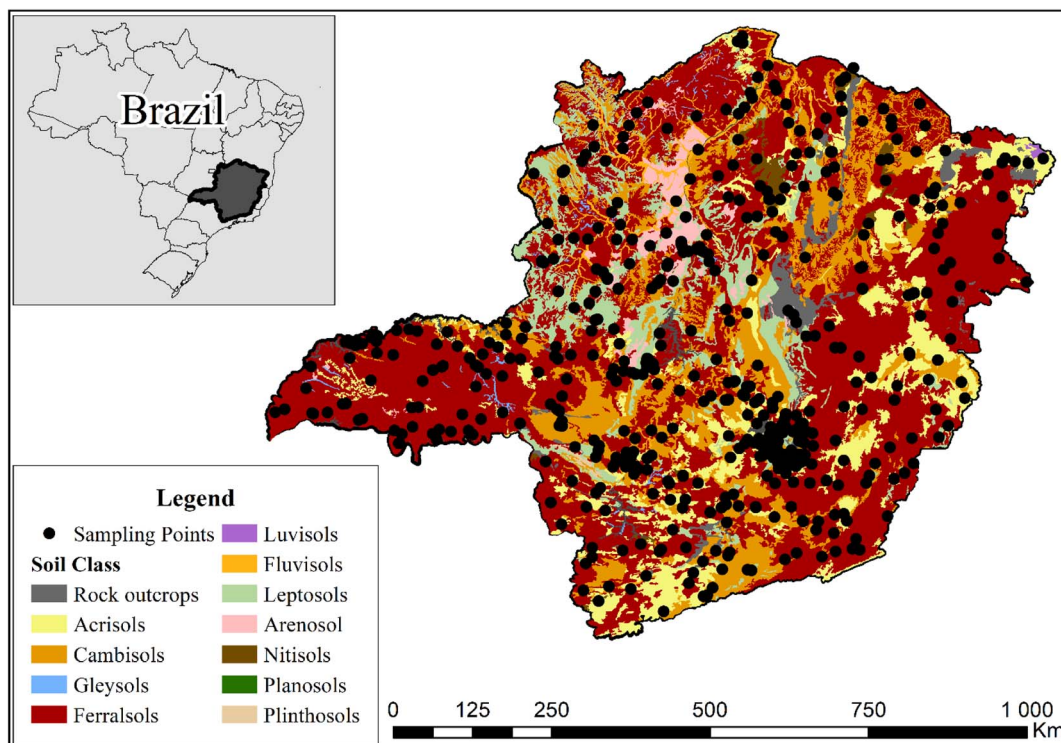 Brazil
Legend
Sampling Points
Soil Class
Rock outcrops
Acrisols
Cambisols
Gleysols
Ferralsols
Luvisols
Fluvisols
Leptosols
Arenosol
Nitisols
Planosols
Plinthosols
0 125 250 500 750 1 000
Km